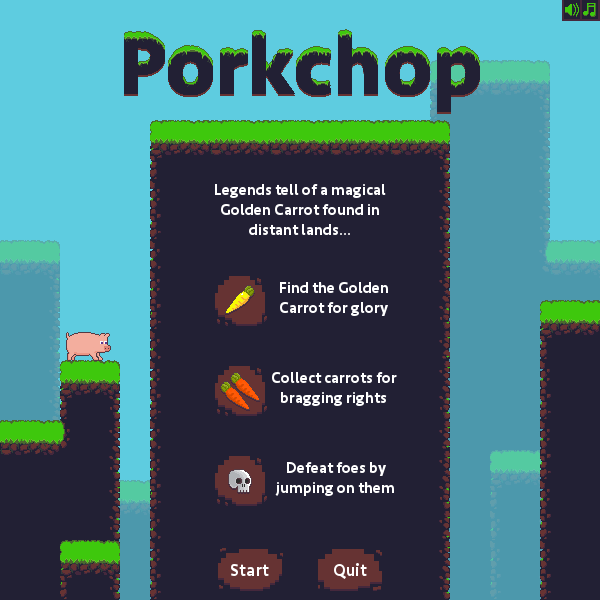 Porkchop
Legends tell of a magical
Golden Carrot found in
distant lands...
Find the Golden
Carrot for glory
Collect carrots for
bragging rights
Defeat foes by
jumping on them
Start
Quit